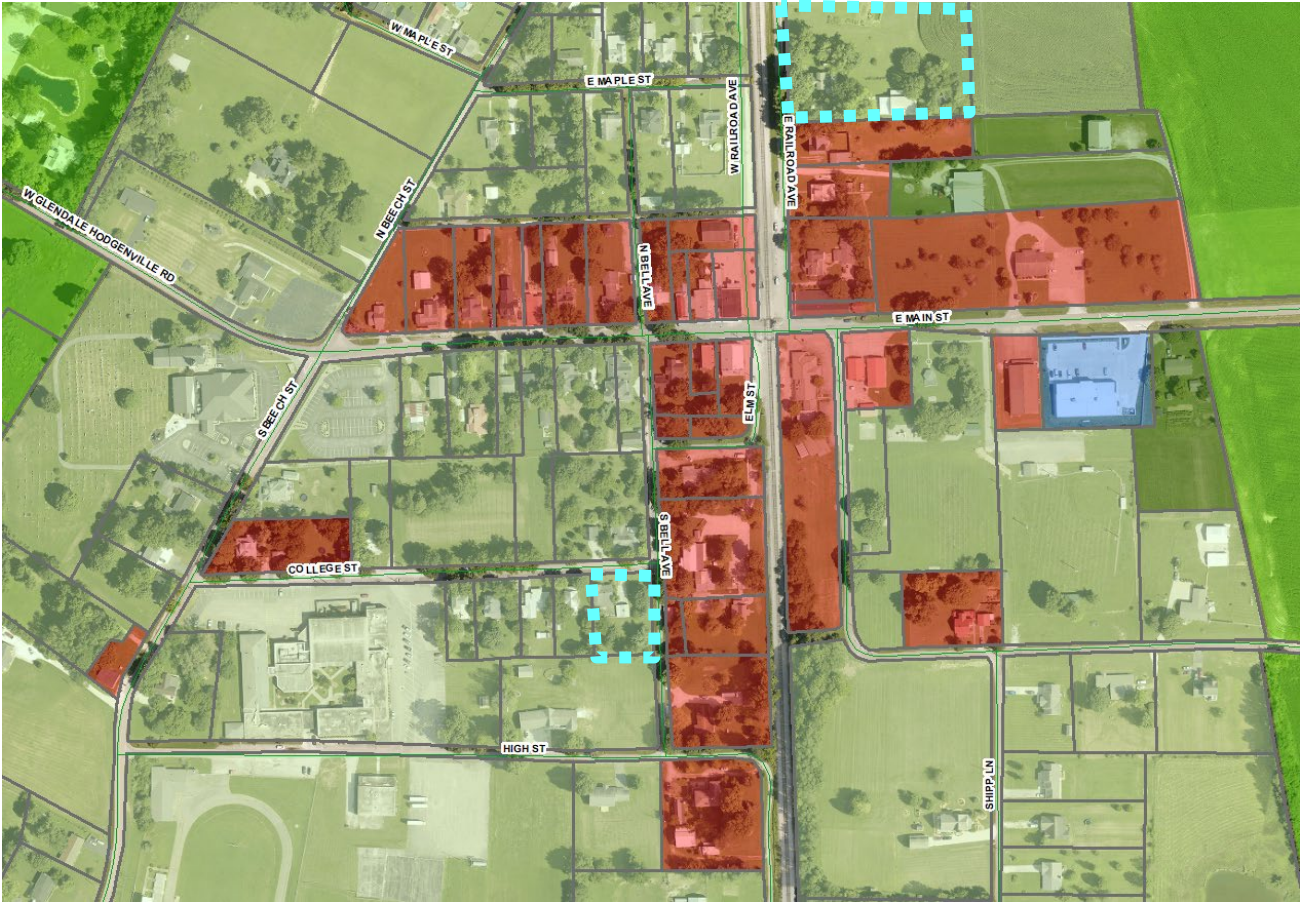 W MAPLE ST
E MAPLE ST
W RAILROAD AVE
E RAILROAD AVE
N BEECH ST
W GLENDALE HODGENVILLE RD
N BELL AVE
E MAIN ST
S BEECH ST
ELM ST
S BELL AVE
COLLEGE ST
HIGH ST
SHIPP LN